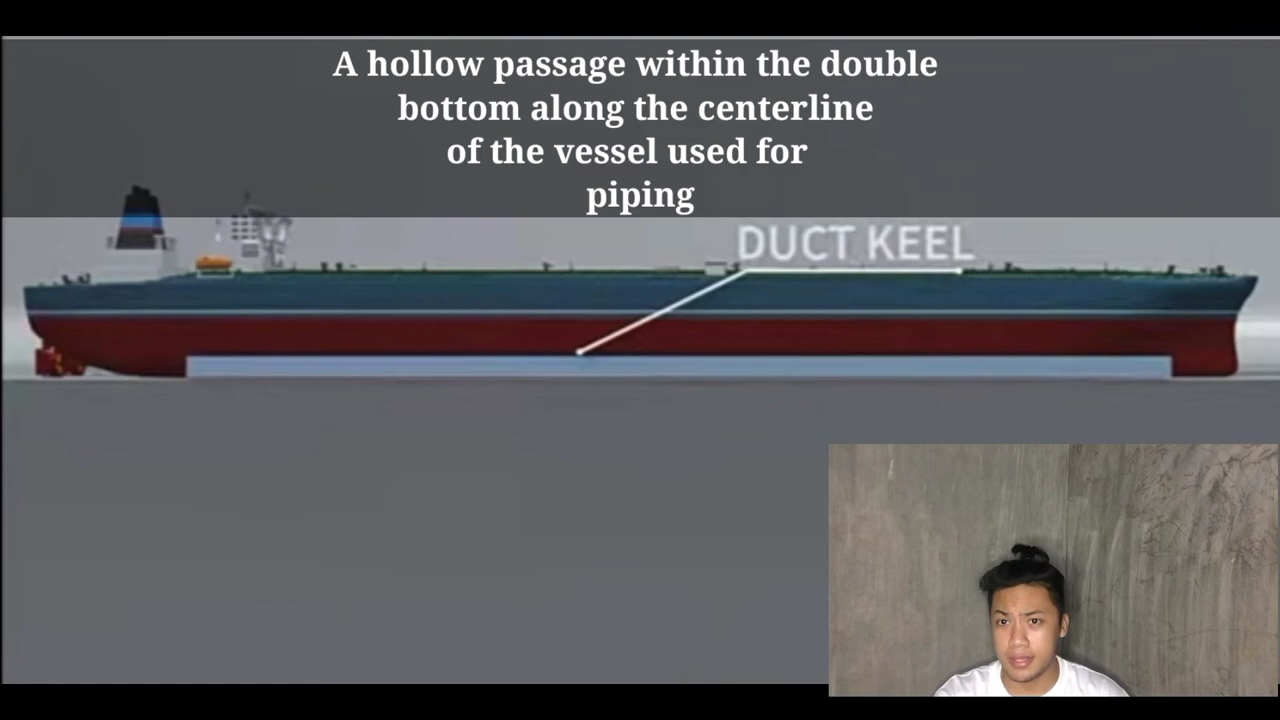 A hollow passage within the double
bottom along the centerline
of the vessel used for
piping
DUCT KEEL